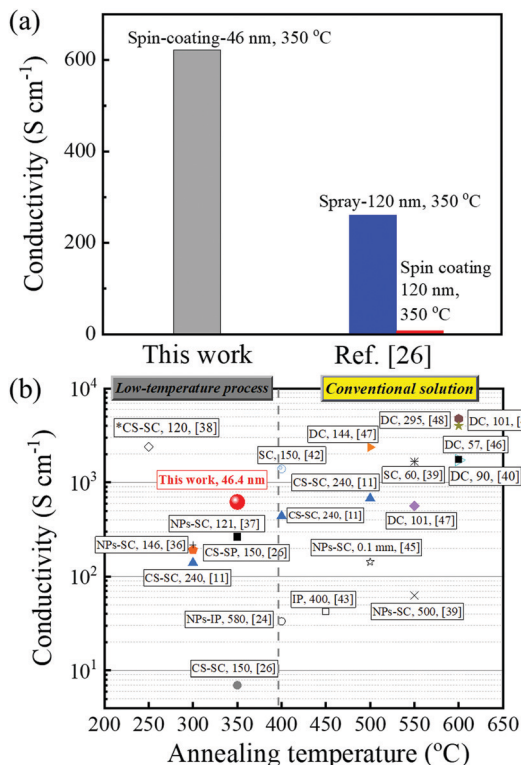 (a)
Conductivity (S cm⁻¹)
600
400
200
0
Spin-coating-46 nm, 350 °C
Spray-120 nm, 350 °C
Spin coating
120 nm,
350 °C
This work
Ref. [26]
(b)
Conductivity (S cm⁻¹)
10⁴
10³
10²
10¹
Low-temperature process
Conventional solution
*CS-SC, 120, [38]
DC, 295, [48]
DC, 101, [
DC, 144, [47]
DC, 57, [46]
SC, 150, [42]
SC, 60, [39]
DC, 90, [40]
This work, 46.4 nm
CS-SC, 240, [11]
NPs-SC, 121, [37]
CS-SC, 240, [11]
DC, 101, [47]
NPs-SC, 146, [36]
CS-SP, 150, [26]
NPs-SC, 0.1 mm, [45]
CS-SC, 240, [11]
IP, 400, [43]
NPs-IP, 580, [24]
NPs-SC, 500, [39]
CS-SC, 150, [26]
200 250 300 350 400 450 500 550 600 650
Annealing temperature (°C)